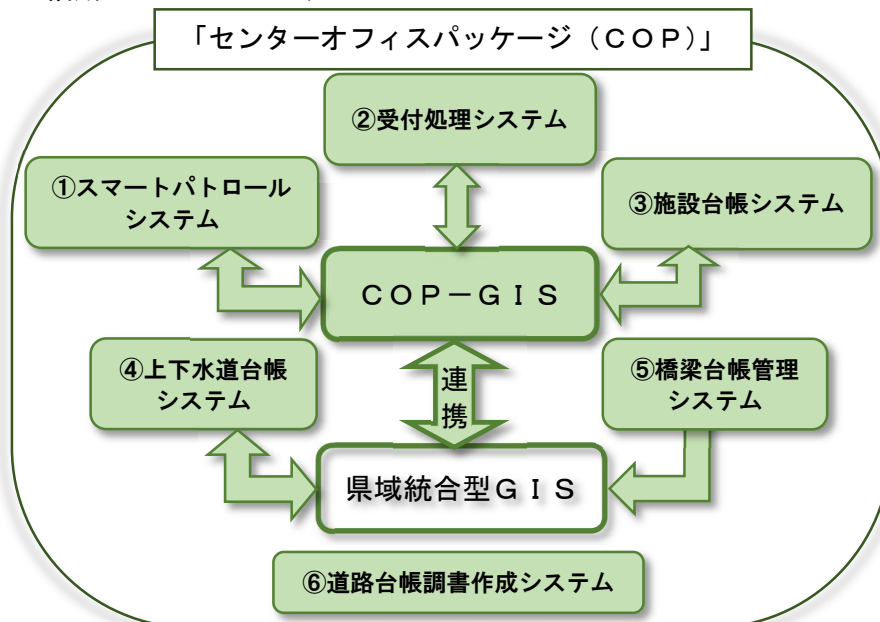 「センターオフィスパッケージ（ＣＯＰ）」
②受付処理システム
①スマートパトロール
システム
③施設台帳システム
ＣＯＰ－ＧＩＳ
④上下水道台帳
システム
連
携
⑤橋梁台帳管理
システム
県域統合型ＧＩＳ
⑥道路台帳調書作成システム